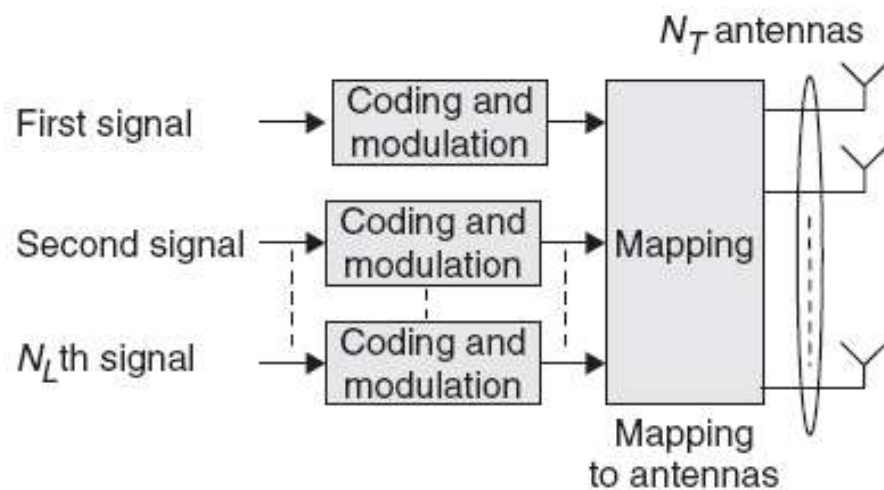 N_T antennas
First signal
Coding and
modulation
Second signal
Coding and
modulation
Mapping
N_Lth signal
Coding and
modulation
Mapping
to antennas